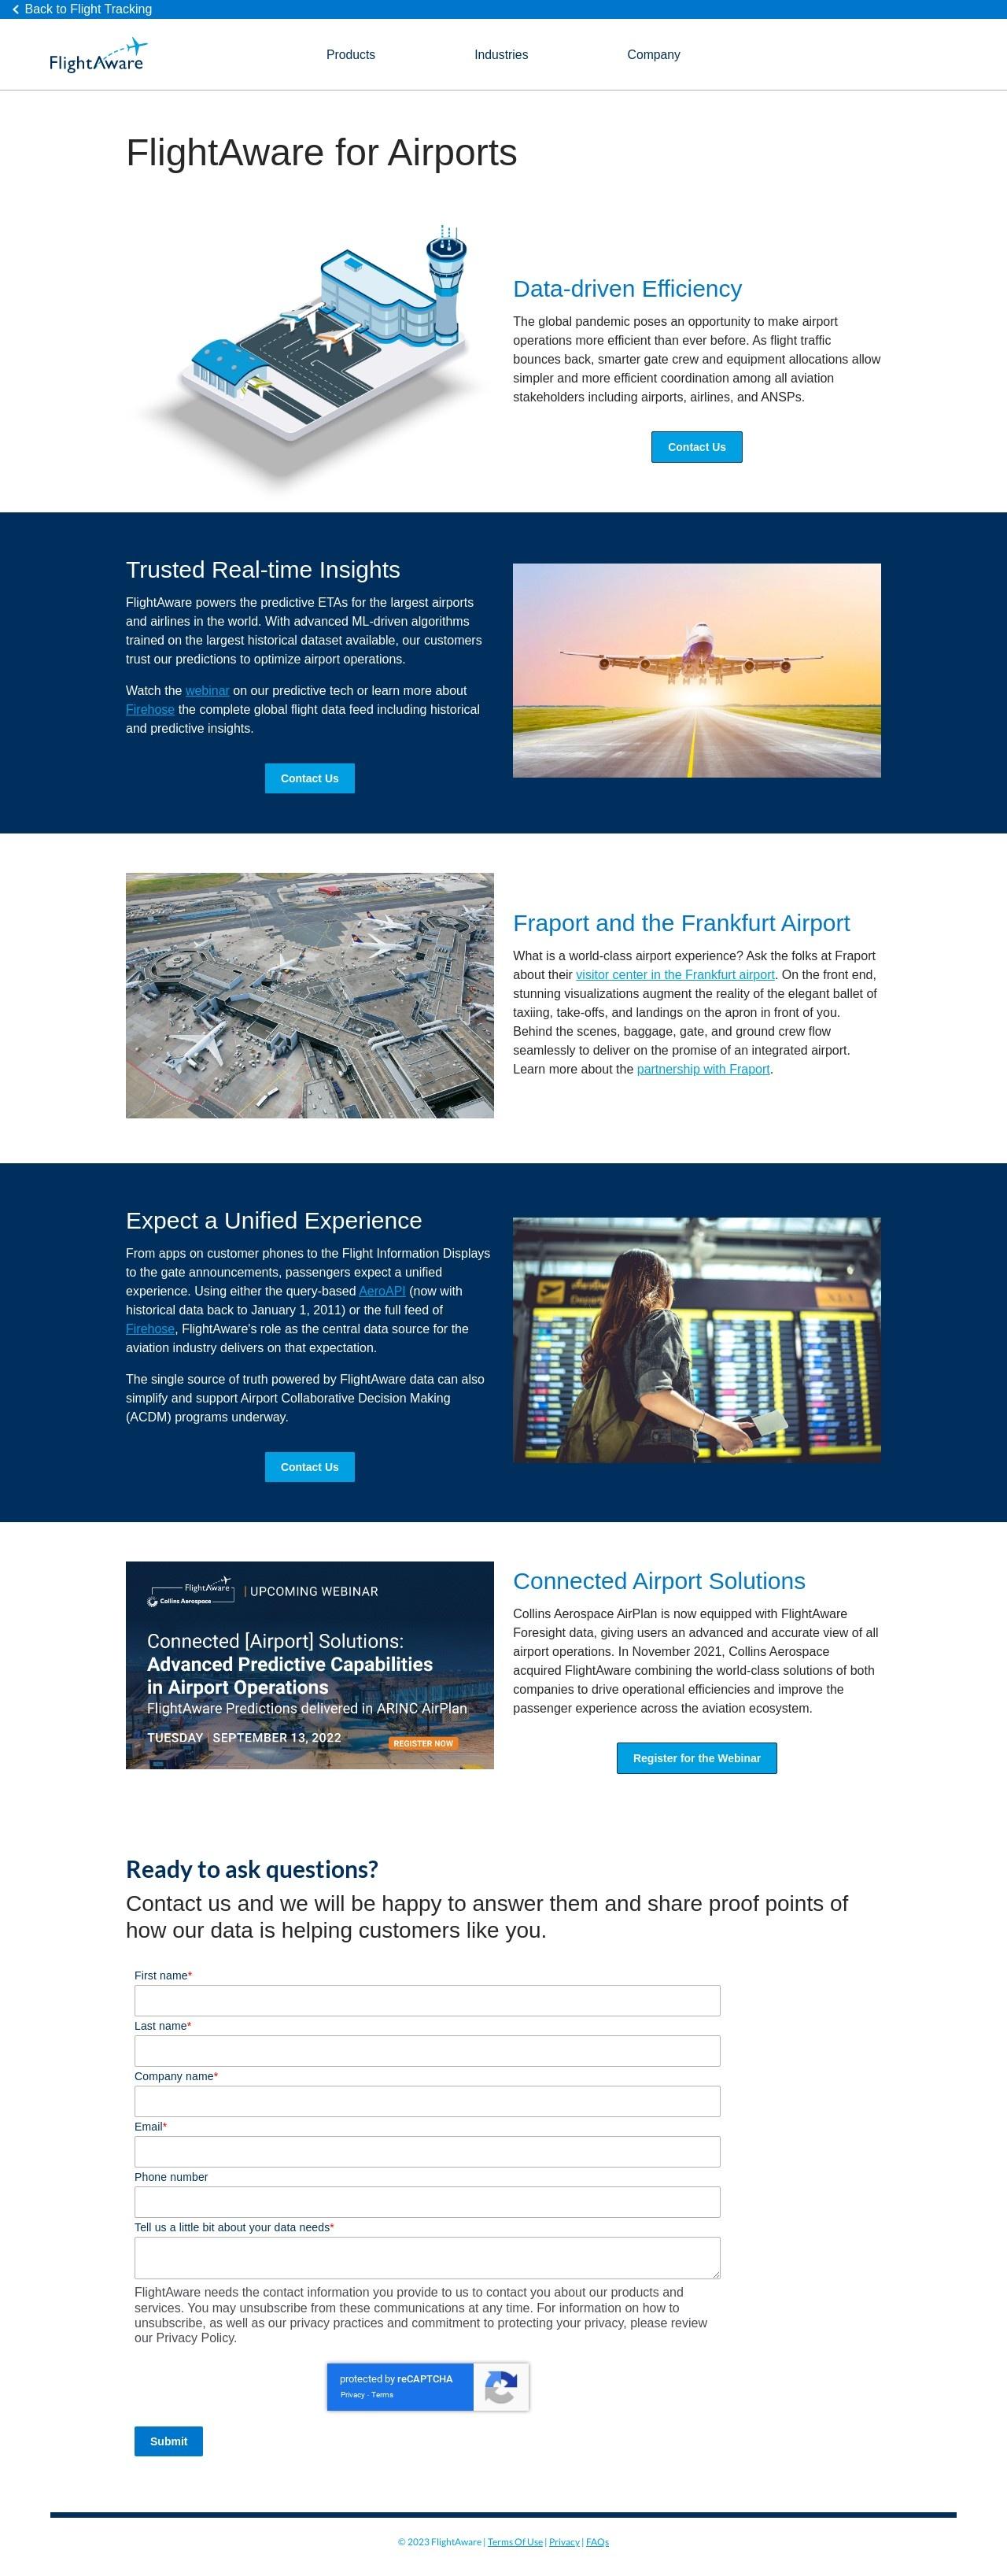 Back to Flight Tracking
FlightAware
Products
Industries
Company
FlightAware for Airports
Data-driven Efficiency
The global pandemic poses an opportunity to make airport
operations more efficient than ever before. As flight traffic
bounces back, smarter gate crew and equipment allocations allow
simpler and more efficient coordination among all aviation
stakeholders including airports, airlines, and ANSPs.
Contact Us
Trusted Real-time Insights
FlightAware powers the predictive ETAs for the largest airports
and airlines in the world. With advanced ML-driven algorithms
trained on the largest historical dataset available, our customers
trust our predictions to optimize airport operations.
Watch the webinar on our predictive tech or learn more about
Firehose the complete global flight data feed including historical
and predictive insights.
Contact Us
Fraport and the Frankfurt Airport
What is a world-class airport experience? Ask the folks at Fraport
about their visitor center in the Frankfurt airport. On the front end,
stunning visualizations augment the reality of the elegant ballet of
taxiing, take-offs, and landings on the apron in front of you.
Behind the scenes, baggage, gate, and ground crew flow
seamlessly to deliver on the promise of an integrated airport.
Learn more about the partnership with Fraport.
Expect a Unified Experience
From apps on customer phones to the Flight Information Displays
to the gate announcements, passengers expect a unified
experience. Using either the query-based AeroAPI (now with
historical data back to January 1, 2011) or the full feed of
Firehose, FlightAware's role as the central data source for the
aviation industry delivers on that expectation.
The single source of truth powered by FlightAware data can also
simplify and support Airport Collaborative Decision Making
(ACDM) programs underway.
Contact Us
FlightAware
Collins Aerospace
| UPCOMING WEBINAR
Connected [Airport] Solutions:
Advanced Predictive Capabilities
in Airport Operations
FlightAware Predictions delivered in ARINC AirPlan
TUESDAY | SEPTEMBER 13, 2022
REGISTER NOW
Connected Airport Solutions
Collins Aerospace AirPlan is now equipped with FlightAware
Foresight data, giving users an advanced and accurate view of all
airport operations. In November 2021, Collins Aerospace
acquired FlightAware combining the world-class solutions of both
companies to drive operational efficiencies and improve the
passenger experience across the aviation ecosystem.
Register for the Webinar
Ready to ask questions?
Contact us and we will be happy to answer them and share proof points of
how our data is helping customers like you.
First name*
Last name*
Company name*
Email*
Phone number
Tell us a little bit about your data needs*
FlightAware needs the contact information you provide to us to contact you about our products and
services. You may unsubscribe from these communications at any time. For information on how to
unsubscribe, as well as our privacy practices and commitment to protecting your privacy, please review
our Privacy Policy.
protected by reCAPTCHA
Privacy - Terms
Submit
© 2023 FlightAware | Terms Of Use | Privacy | FAQs